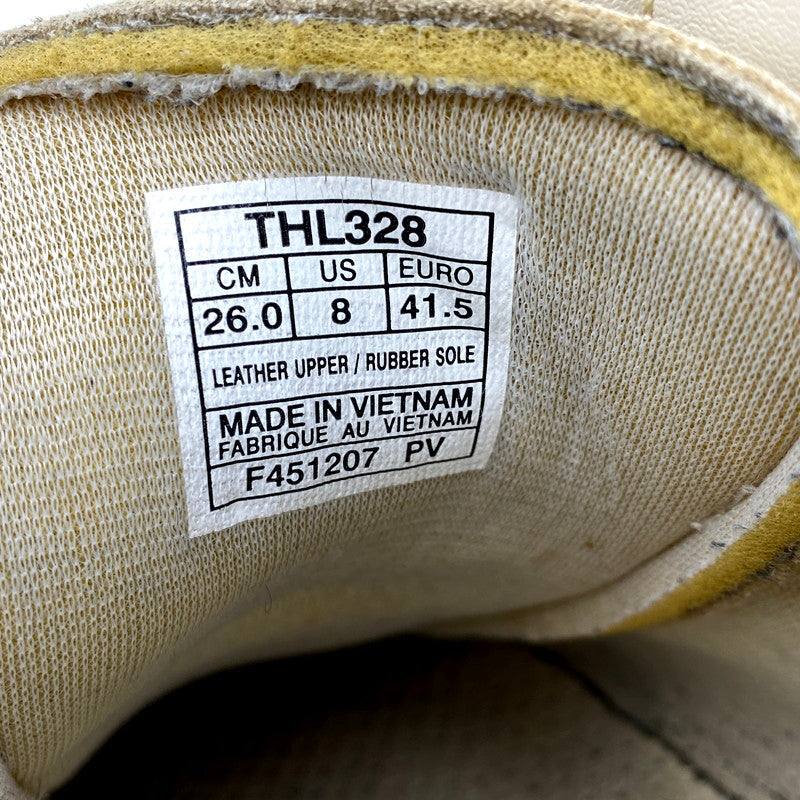 THL328
CM US EURO
26.0 8 41.5
LEATHER UPPER / RUBBER SOLE
MADE IN VIETNAM
FABRIQUE AU VIETNAM
F451207 PV